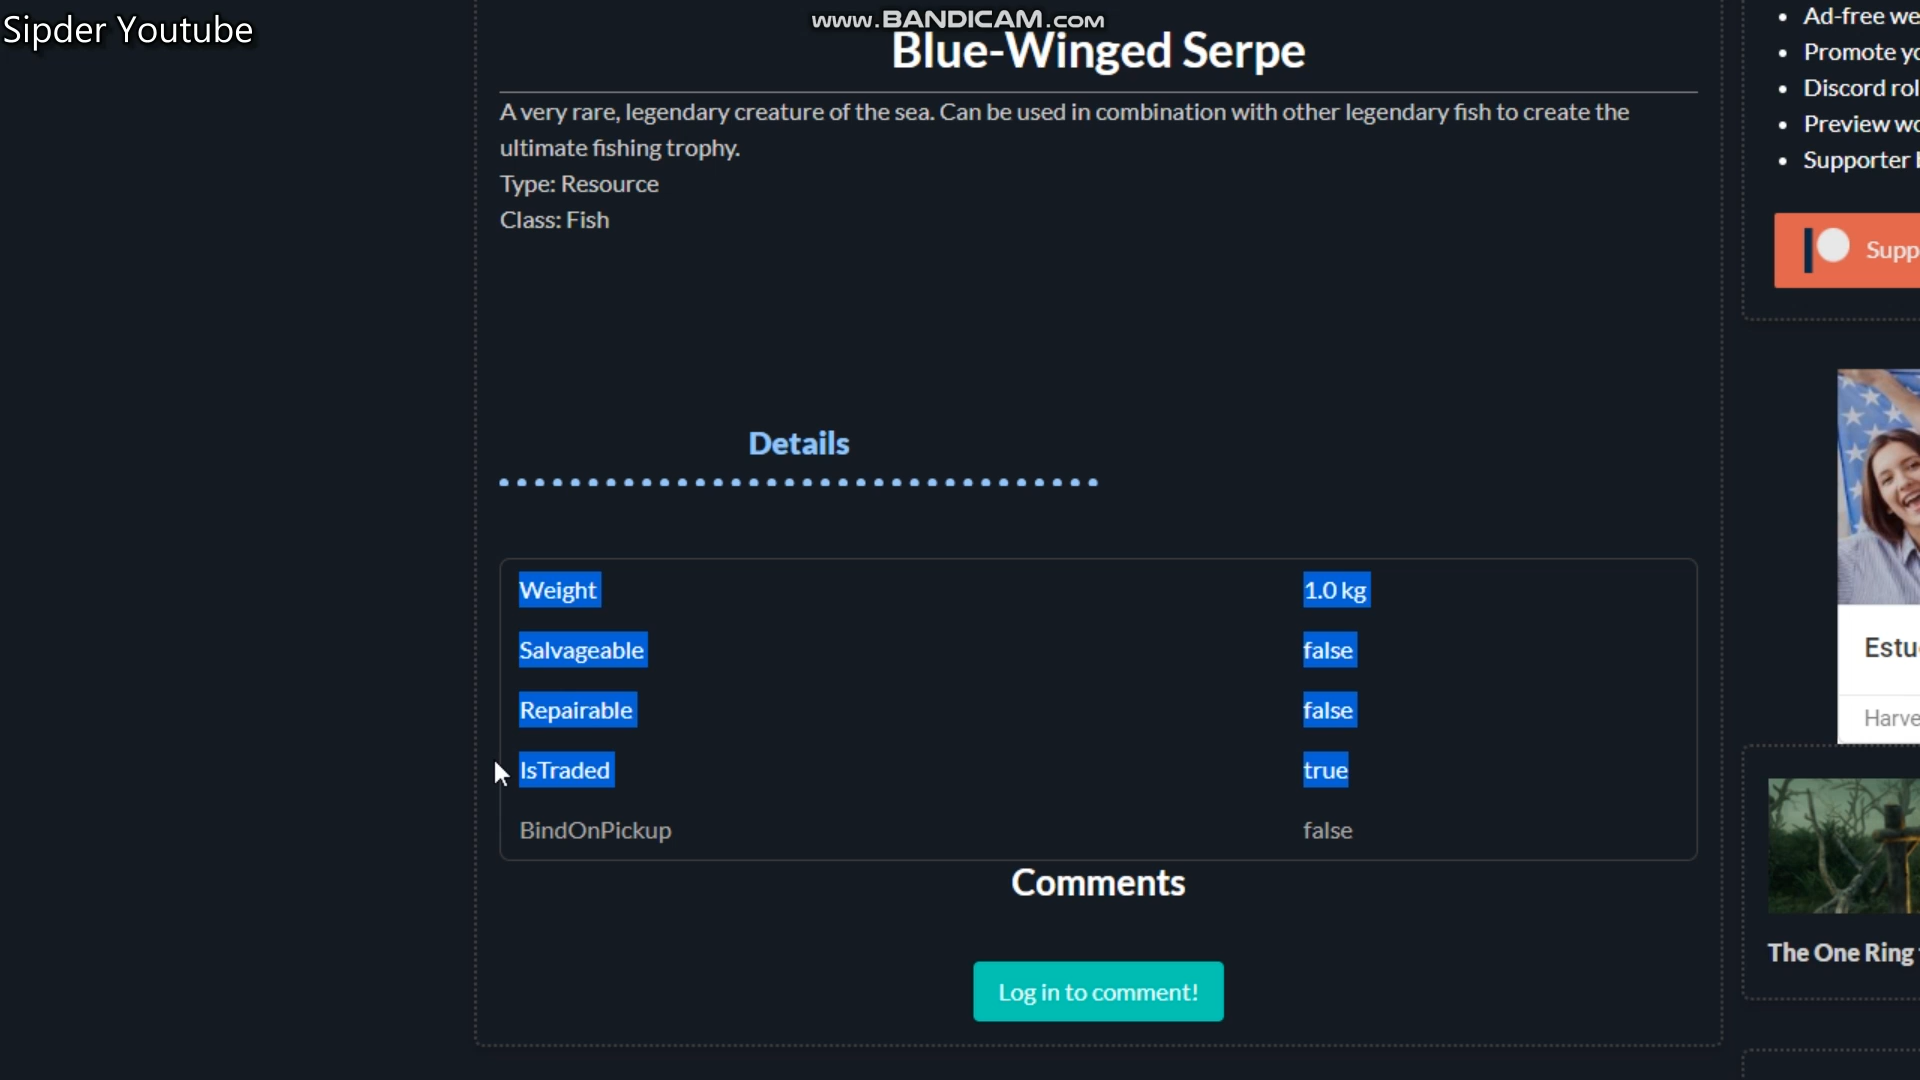 Sipder Youtube
www.BANDICAM.com
Blue-Winged Serpe
A very rare, legendary creature of the sea. Can be used in combination with other legendary fish to create the
ultimate fishing trophy.
Type: Resource
Class: Fish
Details
Weight 1.0 kg
Salvageable false
Repairable false
IsTraded true
BindOnPickup false
Comments
Log in to comment!
Ad-free we
Promote yo
Discord rol
Preview wo
Supporter
Supp
Estu
Harve
The One Ring